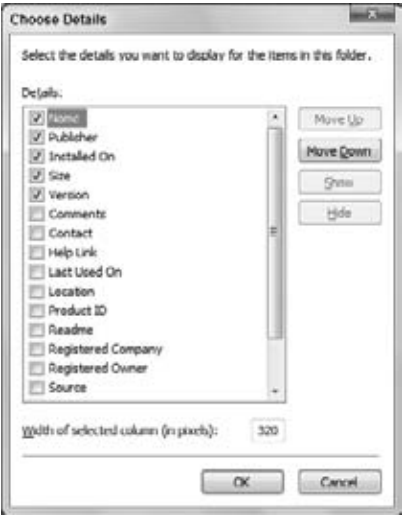 Choose Details
Select the details you want to display for the items in this folder.
Details:
Name
Publisher
Installed On
Size
Version
Comments
Contact
Help Link
Last Used On
Location
Product ID
Readme
Registered Company
Registered Owner
Source
Move Up
Move Down
Show
Hide
Width of selected column (in pixels): 320
OK
Cancel